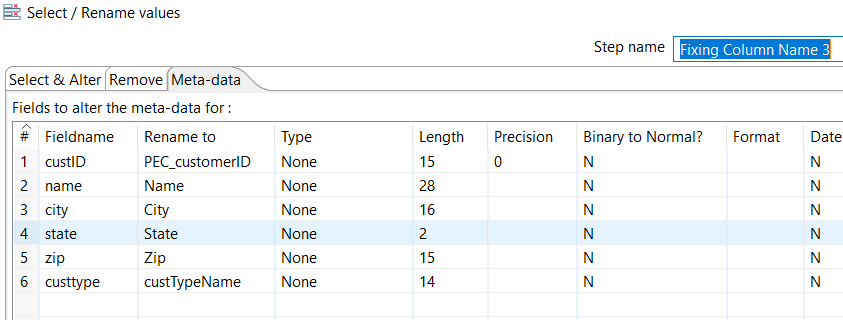 Select / Rename values
Step name Fixing Column Name 3
Select & Alter Remove Meta-data
Fields to alter the meta-data for :
# Fieldname Rename to Type Length Precision Binary to Normal? Format Date
1 custID PEC_customerID None 15 0 N N
2 name Name None 28 N N
3 city City None 16 N N
4 state State None 2 N N
5 zip Zip None 15 N N
6 custtype custTypeName None 14 N N